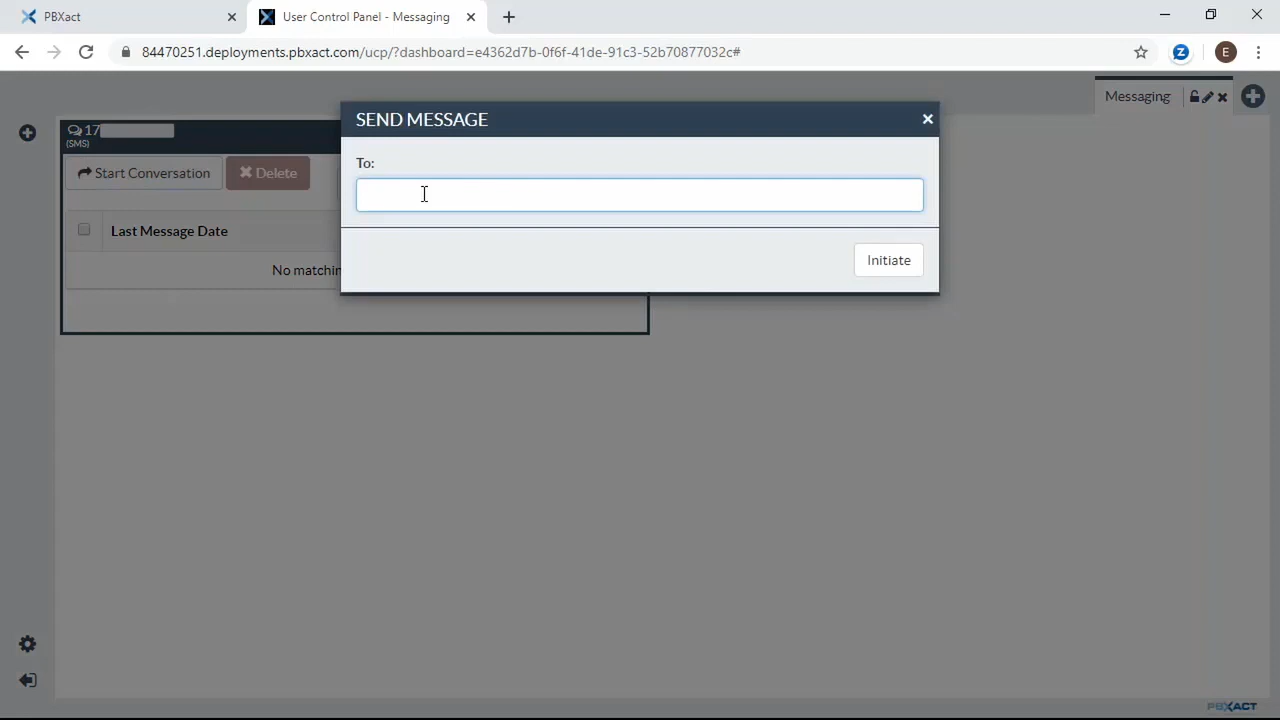 PBXact
User Control Panel - Messaging
84470251.deployments.pbxact.com/ucp/?dashboard=e4362d7b-0f6f-41de-91c3-52b70877032c#
E
Messaging
17
(SMS)
SEND MESSAGE
To:
Start Conversation
Delete
Last Message Date
No matchin
Initiate
PBXACT